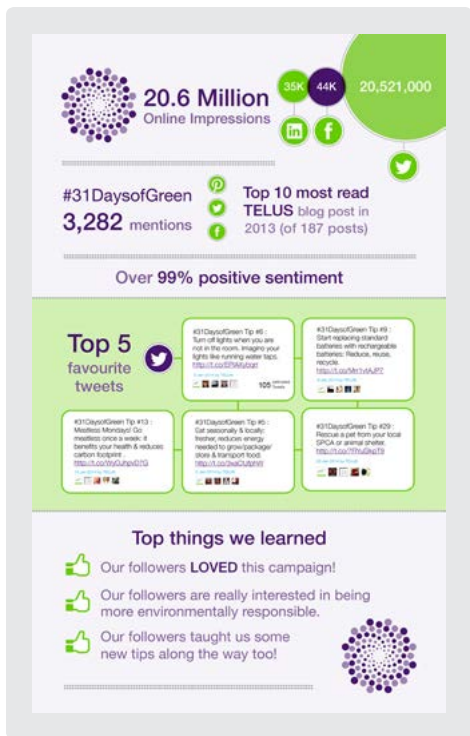 20.6 Million
Online Impressions
35K
44K
20,521,000
in
f
#31DaysofGreen
3,282 mentions
Top 10 most read
TELUS blog post in
2013 (of 187 posts)
Over 99% positive sentiment
Top 5
favourite
tweets
#31DaysofGreen Tip #6 :
Turn off lights when you are
not in the room. Imagine your
lights like running water taps.
105
#31DaysofGreen Tip #9 :
Start replacing standard
batteries with rechargeable
batteries: Reduce, reuse,
recycle.
#31DaysofGreen Tip #13 :
Meatless Mondays! Go
meatless once a week: it
benefits your health & reduces
carbon footprint .
#31DaysofGreen Tip #5 :
Eat seasonally & locally:
fresher, reduces energy
needed to grow/package/
store & transport food.
#31DaysofGreen Tip #29 :
Rescue a pet from your local
SPCA or animal shelter.
Top things we learned
Our followers LOVED this campaign!
Our followers are really interested in being
more environmentally responsible.
Our followers taught us some
new tips along the way too!